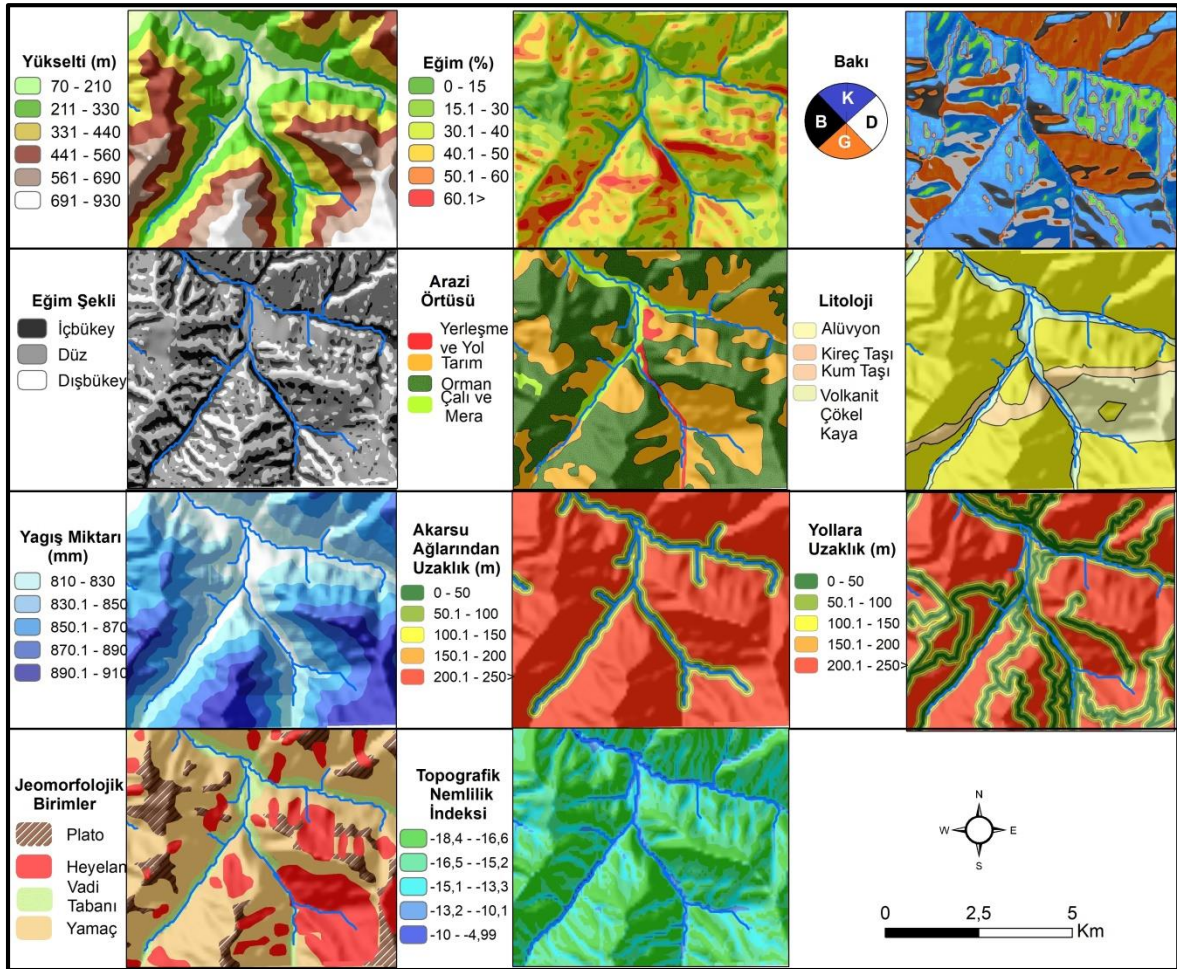 Yükselti (m)
70 - 210
211 - 330
331 - 440
441 - 560
561 - 690
691 - 930
Eğim (%)
0 - 15
15.1 - 30
30.1 - 40
40.1 - 50
50.1 - 60
60.1>
Bakı
K
B
D
G
Eğim Şekli
İçbükey
Düz
Dışbükey
Arazi
Örtüsü
Yerleşme
ve Yol
Tarım
Orman
Çalı ve
Mera
Litoloji
Alüvyon
Kireç Taşı
Kum Taşı
Volkanit
Çökel
Kaya
Yağış Miktarı
(mm)
810 - 830
830.1 - 850
850.1 - 870
870.1 - 890
890.1 - 910
Akarsu
Ağlarından
Uzaklık (m)
0 - 50
50.1 - 100
100.1 - 150
150.1 - 200
200.1 - 250>
Yollara
Uzaklık (m)
0 - 50
50.1 - 100
100.1 - 150
150.1 - 200
200.1 - 250>
Jeomorfolojik
Birimler
Plato
Heyelan
Vadi
Tabanı
Yamaç
Topografik
Nemlilik
İndeksi
-18,4 - -16,6
-16,5 - -15,2
-15,1 - -13,3
-13,2 - -10,1
-10 - -4,99
N
W
E
S
0
2,5
5
Km